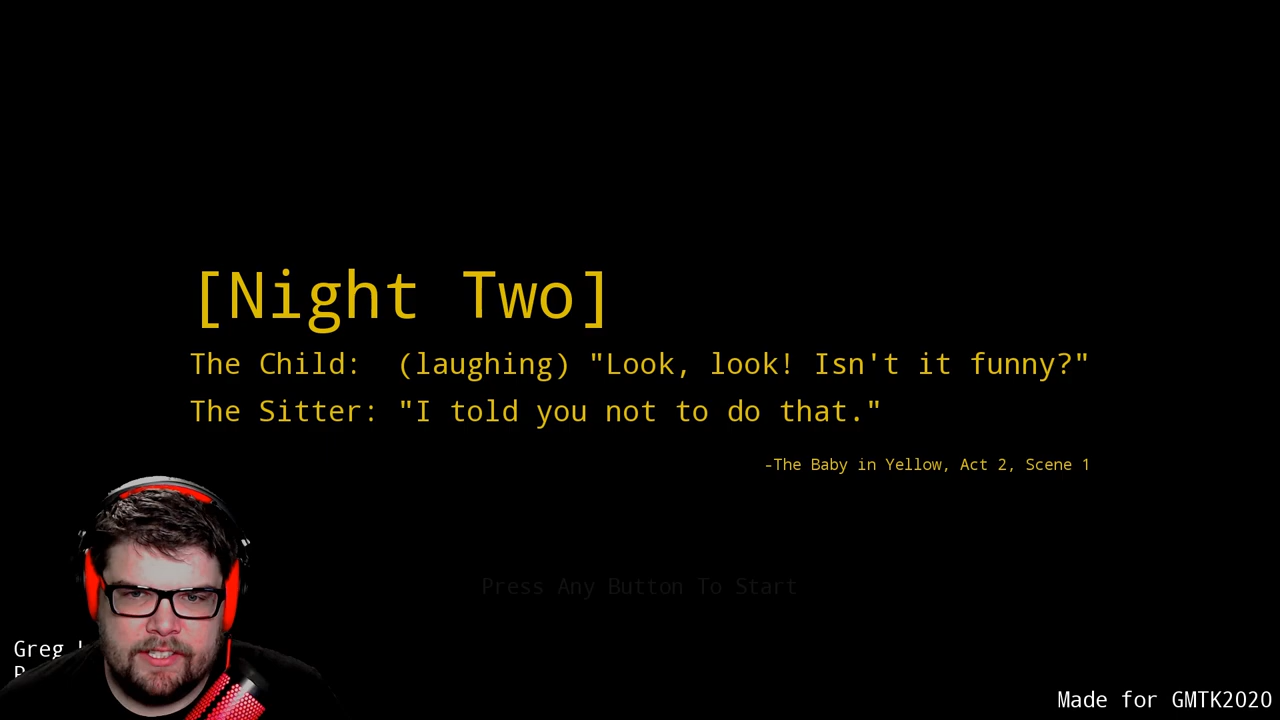 [Night Two]
The Child:  (laughing) "Look, look! Isn't it funny?"
The Sitter: "I told you not to do that."
-The Baby in Yellow, Act 2, Scene 1
Press Any Button To Start
Greg
Made for GMTK2020